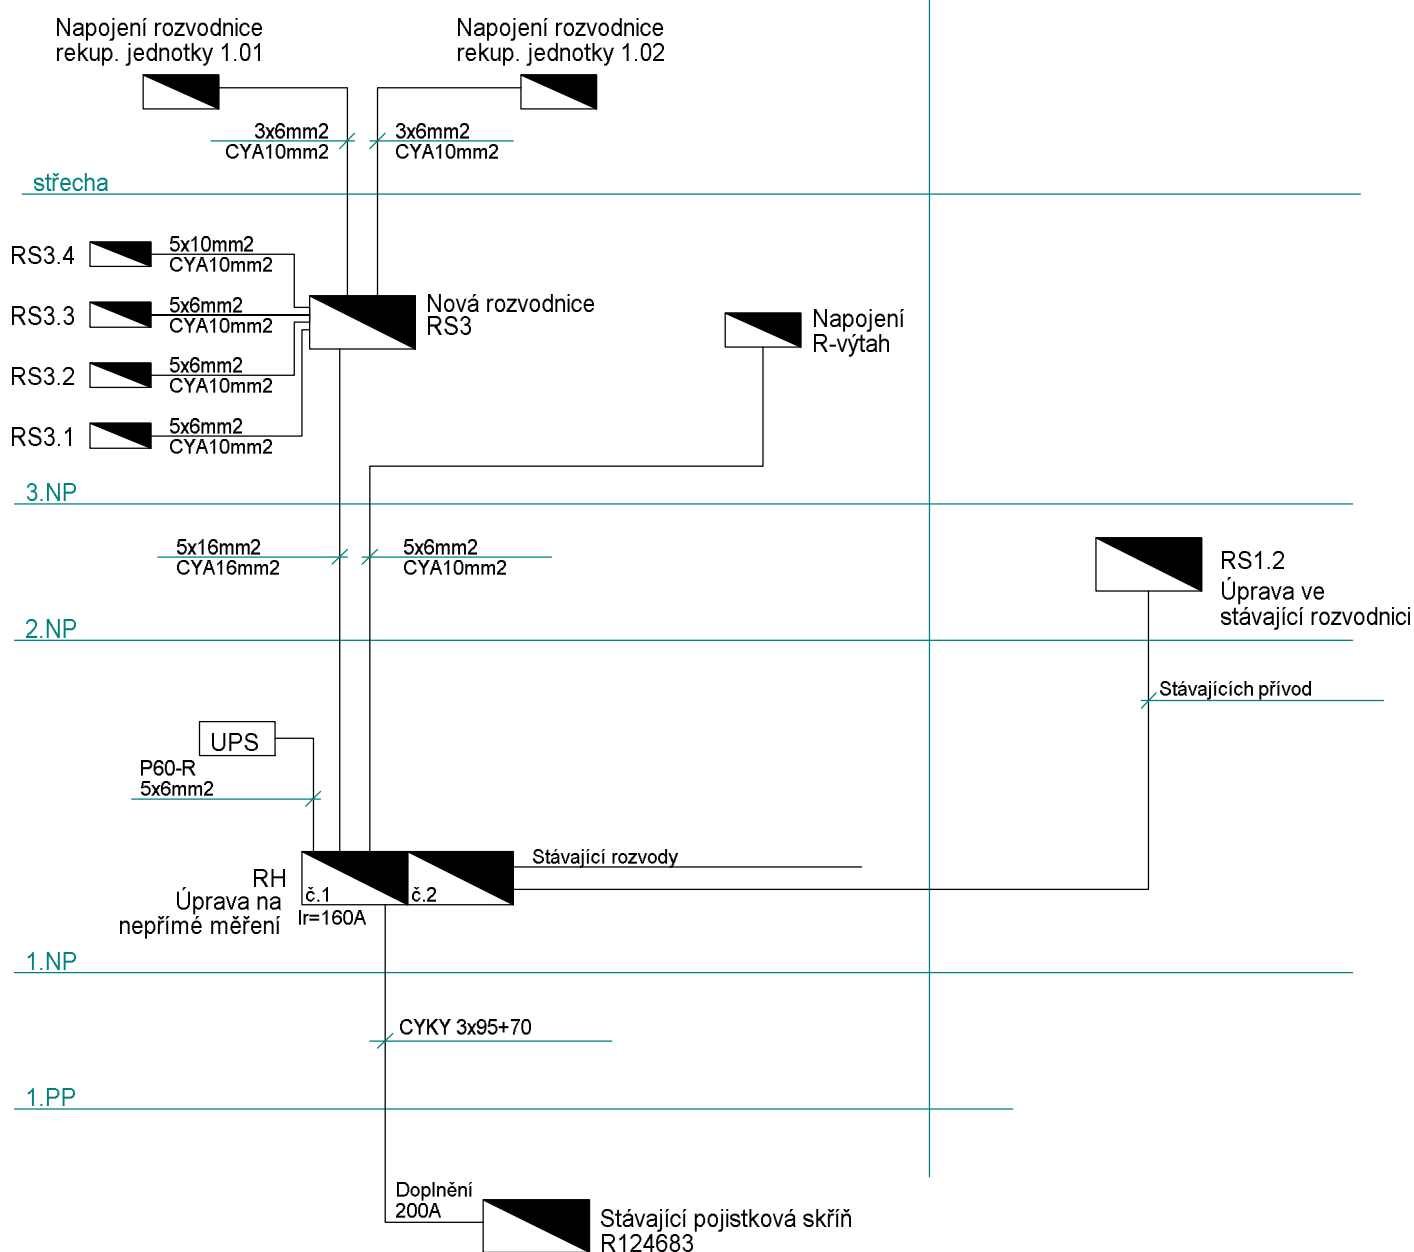 Napojení rozvodnice
rekup. jednotky 1.01
Napojení rozvodnice
rekup. jednotky 1.02
3x6mm2
CYA10mm2
3x6mm2
CYA10mm2
střecha
RS3.4
5x10mm2
CYA10mm2
RS3.3
5x6mm2
CYA10mm2
RS3.2
5x6mm2
CYA10mm2
RS3.1
5x6mm2
CYA10mm2
Nová rozvodnice
RS3
Napojení
R-výtah
3.NP
5x16mm2
CYA16mm2
5x6mm2
CYA10mm2
RS1.2
Úprava ve
stávající rozvodnici
2.NP
Stávajících přívod
UPS
P60-R
5x6mm2
RH
Úprava na
nepřímé měření
č.1
č.2
Ir=160A
Stávající rozvody
1.NP
CYKY 3x95+70
1.PP
Doplnění
200A
Stávající pojistková skříň
R124683